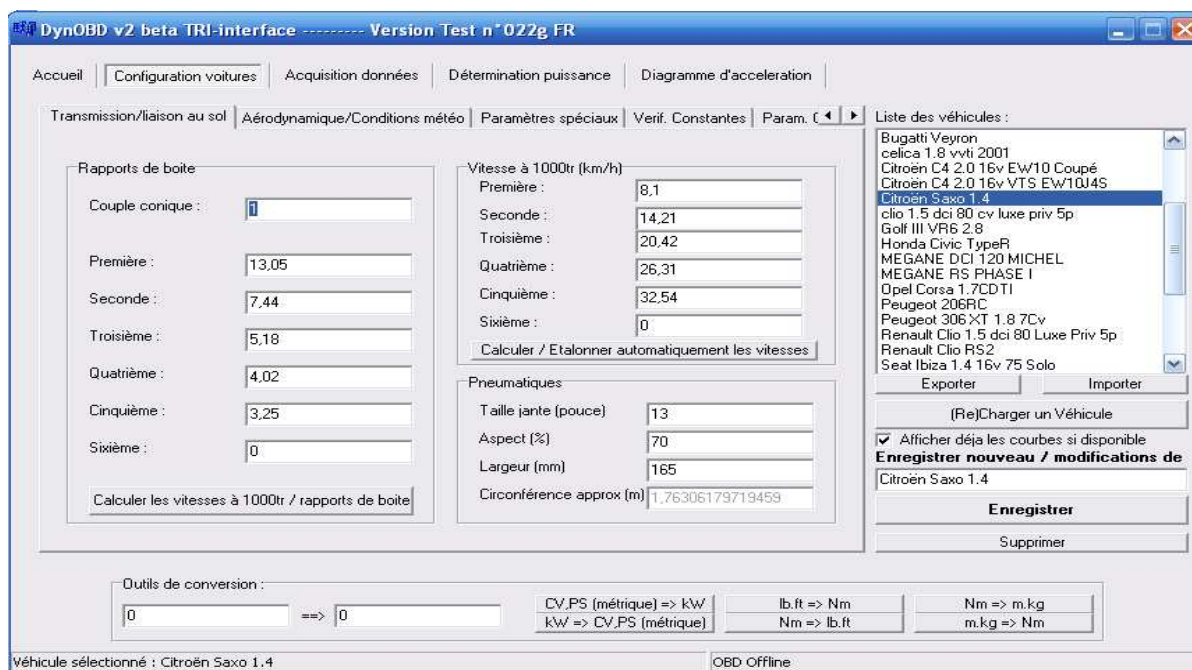 DynOBD v2 beta TRI-interface --------- Version Test n°022g FR
Accueil
Configuration voitures
Acquisition données
Détermination puissance
Diagramme d'acceleration
Transmission/liaison au sol
Aérodynamique/Conditions météo
Paramètres spéciaux
Verif. Constantes
Param.
Rapports de boite
Couple conique :
1
Première :
13,05
Seconde :
7,44
Troisième :
5,18
Quatrième :
4,02
Cinquième :
3,25
Sixième :
0
Calculer les vitesses à 1000tr / rapports de boite
Vitesse à 1000tr (km/h)
Première :
8,1
Seconde :
14,21
Troisième :
20,42
Quatrième :
26,31
Cinquième :
32,54
Sixième :
0
Calculer / Etalonner automatiquement les vitesses
Pneumatiques
Taille jante (pouce)
13
Aspect (%)
70
Largeur (mm)
165
Circonférence approx (m)
1,76306179719459
Liste des véhicules :
Bugatti Veyron
celica 1.8 vvti 2001
Citroën C4 2.0 16v EW10 Coupé
Citroën C4 2.0 16v VTS EW10J4S
Citroën Saxo 1.4
clio 1.5 dci 80 cv luxe priv 5p
Golf III VR6 2.8
Honda Civic TypeR
MEGANE DCI 120 MICHEL
MEGANE RS PHASE I
Opel Corsa 1.7CDTI
Peugeot 206RC
Peugeot 306 XT 1.8 7Cv
Renault Clio 1.5 dci 80 Luxe Priv 5p
Renault Clio RS2
Seat Ibiza 1.4 16v 75 Solo
Exporter
Importer
(Re)Charger un Véhicule
Afficher déja les courbes si disponible
Enregistrer nouveau / modifications de
Citroën Saxo 1.4
Enregistrer
Supprimer
Outils de conversion :
0
==>
0
CV,PS (métrique) => kW
kW => CV,PS (métrique)
lb.ft => Nm
Nm => lb.ft
Nm => m.kg
m.kg => Nm
Véhicule sélectionné : Citroën Saxo 1.4
OBD Offline